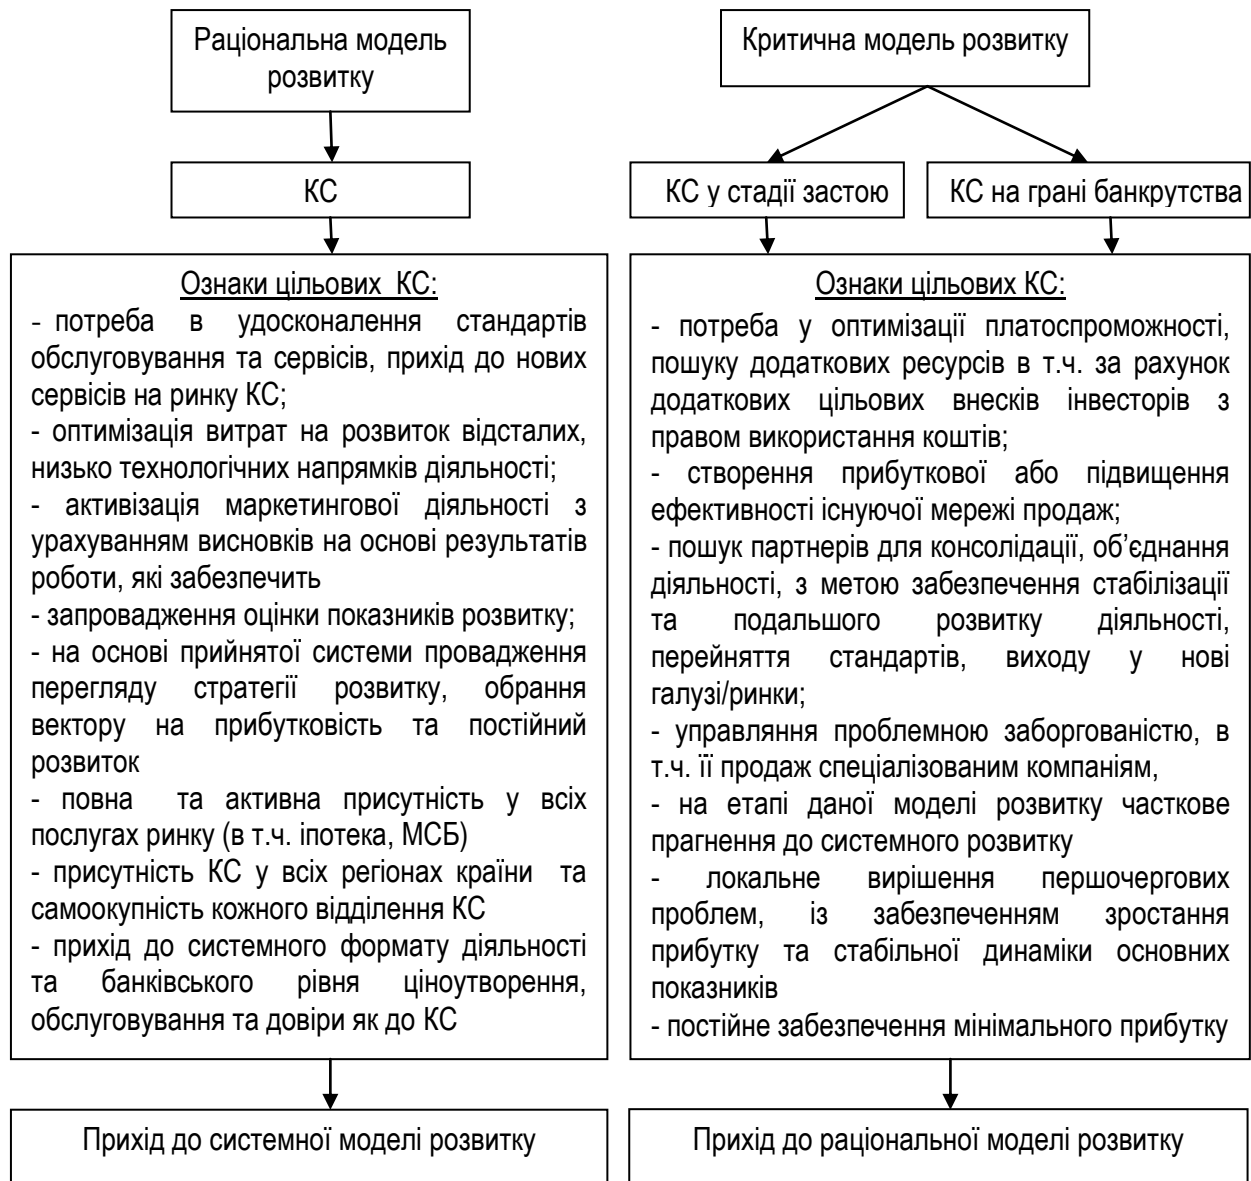 Раціональна модель
розвитку
Критична модель розвитку
КС
КС у стадії застою
КС на грані банкрутства
Ознаки цільових КС:
- потреба в удосконалення стандартів
обслуговування та сервісів, прихід до нових
сервісів на ринку КС;
- оптимізація витрат на розвиток відсталих,
низько технологічних напрямків діяльності;
- активізація маркетингової діяльності з
урахуванням висновків на основі результатів
роботи, які забезпечить
- запровадження оцінки показників розвитку;
- на основі прийнятої системи провадження
перегляду стратегії розвитку, обрання
вектору на прибутковість та постійний
розвиток
- повна та активна присутність у всіх
послугах ринку (в т.ч. іпотека, МСБ)
- присутність КС у всіх регіонах країни та
самоокупність кожного відділення КС
- прихід до системного формату діяльності
та банківського рівня ціноутворення,
обслуговування та довіри як до КС
Ознаки цільових КС:
- потреба у оптимізації платоспроможності,
пошуку додаткових ресурсів в т.ч. за рахунок
додаткових цільових внесків інвесторів з
правом використання коштів;
- створення прибуткової або підвищення
ефективності існуючої мережі продаж;
- пошук партнерів для консолідації, об’єднання
діяльності, з метою забезпечення стабілізації
та подальшого розвитку діяльності,
перейняття стандартів, виходу у нові
галузі/ринки;
- управляння проблемною заборгованістю, в
т.ч. її продаж спеціалізованим компаніям,
- на етапі даної моделі розвитку часткове
прагнення до системного розвитку
- локальне вирішення першочергових
проблем, із забезпеченням зростання
прибутку та стабільної динаміки основних
показників
- постійне забезпечення мінімального прибутку
Прихід до системної моделі розвитку
Прихід до раціональної моделі розвитку